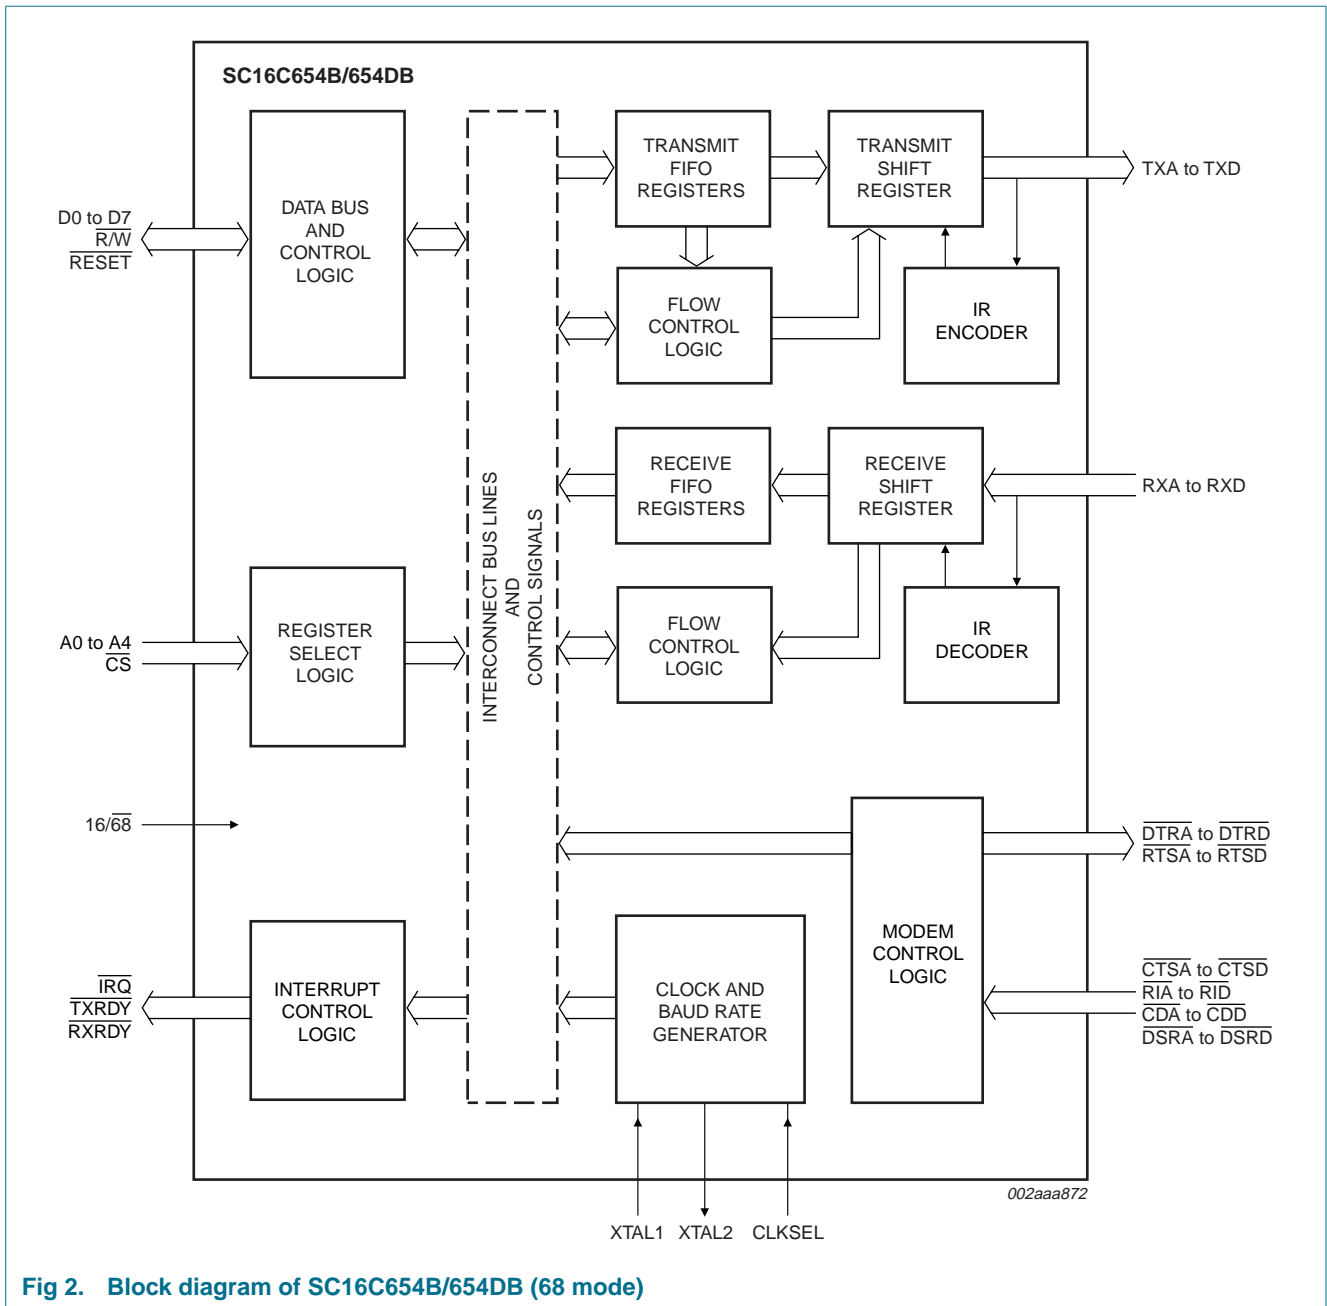 SC16C654B/654DB
D0 to D7
R/W
RESET
DATA BUS
AND
CONTROL
LOGIC
TRANSMIT
FIFO
REGISTERS
TRANSMIT
SHIFT
REGISTER
TXA to TXD
FLOW
CONTROL
LOGIC
IR
ENCODER
INTERCONNECT BUS LINES
AND
CONTROL SIGNALS
RECEIVE
FIFO
REGISTERS
RECEIVE
SHIFT
REGISTER
RXA to RXD
A0 to A4
CS
REGISTER
SELECT
LOGIC
FLOW
CONTROL
LOGIC
IR
DECODER
16/68
DTRA to DTRD
RTSA to RTSD
MODEM
CONTROL
LOGIC
IRQ
TXRDY
RXRDY
INTERRUPT
CONTROL
LOGIC
CLOCK AND
BAUD RATE
GENERATOR
CTSA to CTSD
RIA to RID
CDA to CDD
DSRA to DSRD
XTAL1 XTAL2 CLKSEL
002aaa872
Fig 2. Block diagram of SC16C654B/654DB (68 mode)